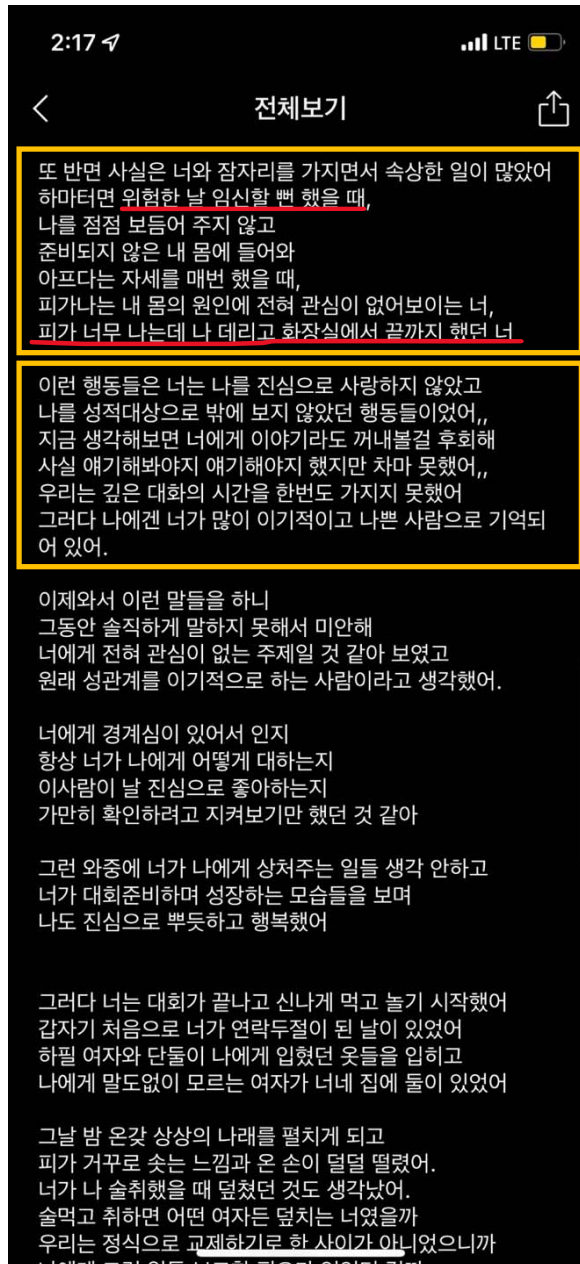 2:17
LTE
전체보기
또 반면 사실은 너와 잠자리를 가지면서 속상한 일이 많았어
하마터면 위험한 날 임신할 뻔 했을 때,
나를 점점 보듬어 주지 않고
준비되지 않은 내 몸에 들어와
아프다는 자세를 매번 했을 때,
피가나는 내 몸의 원인에 전혀 관심이 없어보이는 너,
피가 너무 나는데 나 데리고 화장실에서 끝까지 했던 너
이런 행동들은 너는 나를 진심으로 사랑하지 않았고
나를 성적대상으로 밖에 보지 않았던 행동들이었어,,
지금 생각해보면 너에게 이야기라도 꺼내볼걸 후회해
사실 얘기해봐야지 얘기해야지 했지만 차마 못했어,,
우리는 깊은 대화의 시간을 한번도 가지지 못했어
그러다 나에겐 너가 많이 이기적이고 나쁜 사람으로 기억되
어 있어.
이제와서 이런 말들을 하니
그동안 솔직하게 말하지 못해서 미안해
너에게 전혀 관심이 없는 주제일 것 같아 보였고
원래 성관계를 이기적으로 하는 사람이라고 생각했어.
너에게 경계심이 있어서 인지
항상 너가 나에게 어떻게 대하는지
이사람이 날 진심으로 좋아하는지
가만히 확인하려고 지켜보기만 했던 것 같아
그런 와중에 너가 나에게 상처주는 일들 생각 안하고
너가 대회준비하며 성장하는 모습들을 보며
나도 진심으로 뿌듯하고 행복했어
그러다 너는 대회가 끝나고 신나게 먹고 놀기 시작했어
갑자기 처음으로 너가 연락두절이 된 날이 있었어
하필 여자와 단둘이 나에게 입혔던 옷들을 입히고
나에게 말도없이 모르는 여자가 너네 집에 둘이 있었어
그날 밤 온갖 상상의 나래를 펼치게 되고
피가 거꾸로 솟는 느낌과 온 손이 덜덜 떨렸어.
너가 나 술취했을 때 덮쳤던 것도 생각났어.
술먹고 취하면 어떤 여자든 덮치는 너였을까
우리는 정식으로 교제하기로 한 사이가 아니었으니까